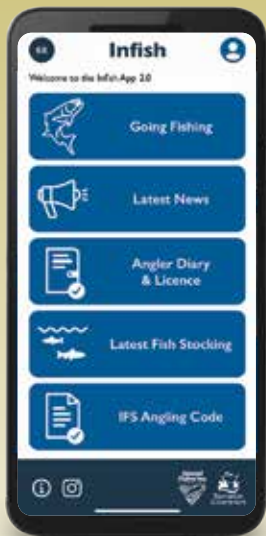 Infish
Welcome to the Infish App 2.0
Going Fishing
Latest News
Angler Diary
& Licence
Latest Fish Stocking
IFS Angling Code